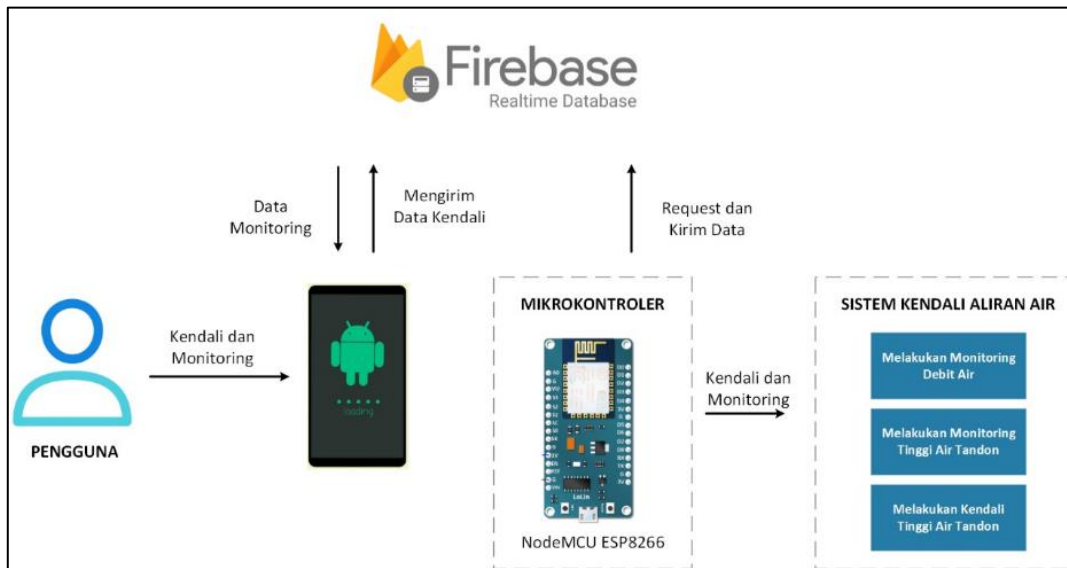 Firebase
Realtime Database
Data
Monitoring
Mengirim
Data Kendali
Request dan
Kirim Data
Kendali dan
Monitoring
PENGGUNA
loading
MIKROKONTROLER
NodeMCU ESP8266
Kendali dan
Monitoring
SISTEM KENDALI ALIRAN AIR
Melakukan Monitoring
Debit Air
Melakukan Monitoring
Tinggi Air Tandon
Melakukan Kendali
Tinggi Air Tandon